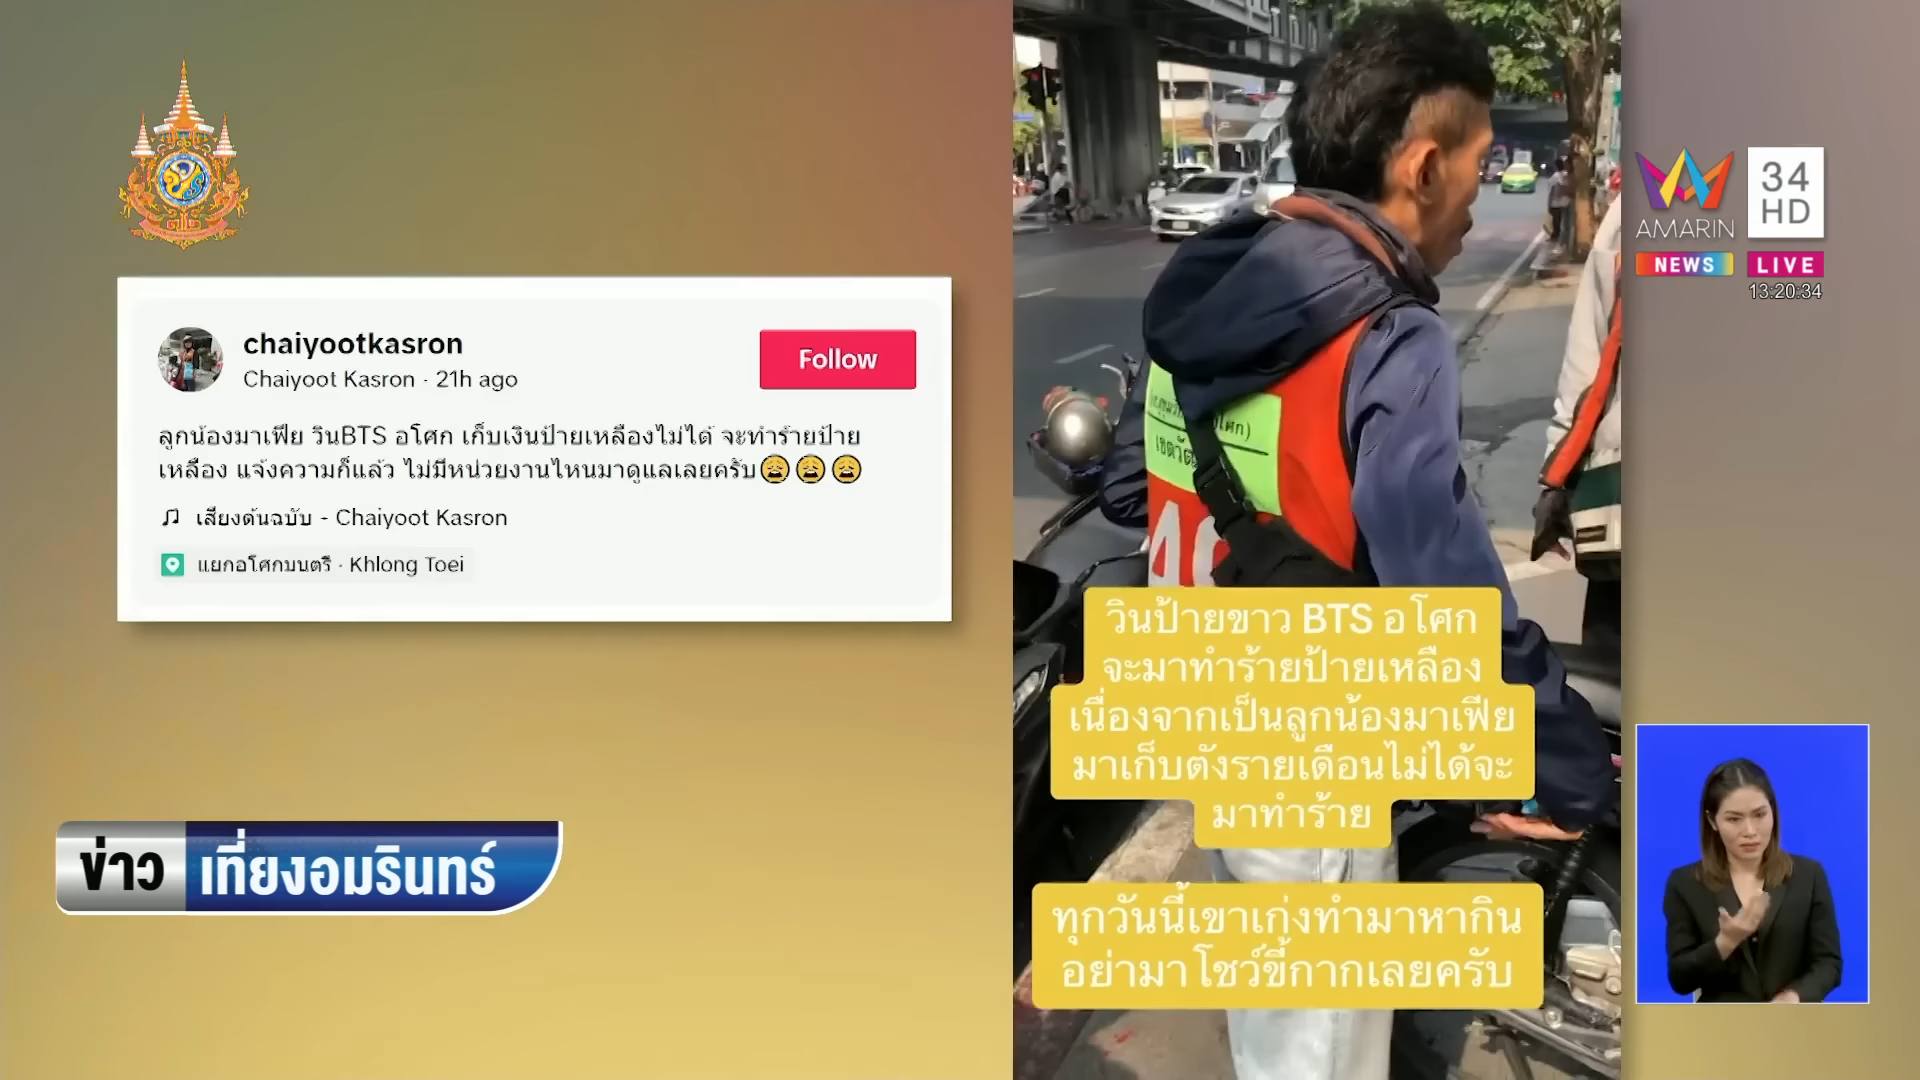 chaiyootkasron
Chaiyoot Kasron · 21h ago
Follow
ลูกน้องมาเฟีย วินBTS อโศก เก็บเงินป้ายเหลืองไม่ได้ จะทำร้ายป้าย
เหลือง แจ้งความก็แล้ว ไม่มีหน่วยงานไหนมาดูแลเลยครับ😩😩😩
เสียงต้นฉบับ - Chaiyoot Kasron
แยกอโศกมนตรี · Khlong Toei
ข่าว เที่ยงอมรินทร์
เขตวัฒ
วินป้ายขาว BTS อโศก
จะมาทำร้ายป้ายเหลือง
เนื่องจากเป็นลูกน้องมาเฟีย
มาเก็บตังรายเดือนไม่ได้จะ
มาทำร้าย
ทุกวันนี้เขาเก่งทำมาหากิน
อย่ามาโชว์ขี้กากเลยครับ
AMARIN
34
HD
NEWS
LIVE
13:20:34